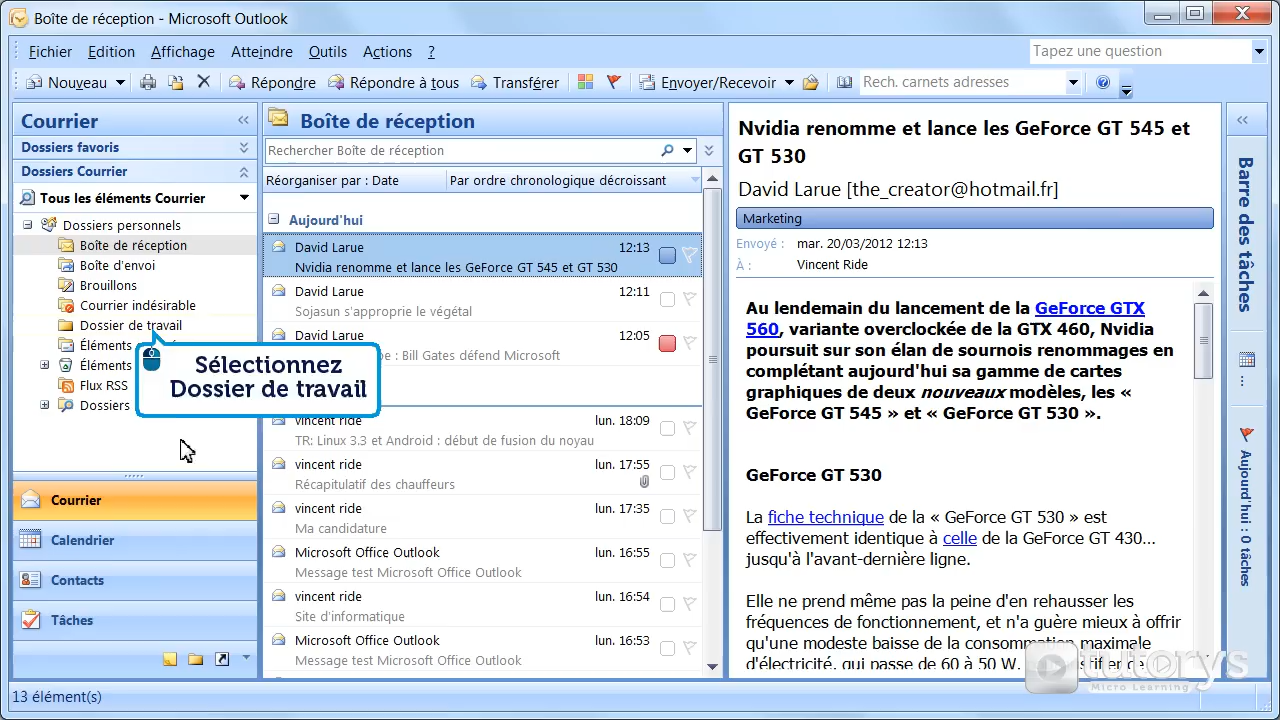 Boîte de réception - Microsoft Outlook
Fichier Edition Affichage Atteindre Outils Actions ?
Tapez une question
Nouveau Répondre Répondre à tous Transférer Envoyer/Recevoir Rech. carnets adresses
Courrier
Dossiers favoris
Dossiers Courrier
Tous les éléments Courrier
Dossiers personnels
Boîte de réception
Boîte d'envoi
Brouillons
Courrier indésirable
Dossier de travail
Éléments
Éléments
Flux RSS
Dossiers
Sélectionnez
Dossier de travail
Courrier
Calendrier
Contacts
Tâches
Boîte de réception
Rechercher Boîte de réception
Réorganiser par : Date Par ordre chronologique décroissant
Aujourd'hui
David Larue 12:13
Nvidia renomme et lance les GeForce GT 545 et GT 530
David Larue 12:11
Sojasun s'approprie le végétal
David Larue 12:05
: Bill Gates défend Microsoft
vincent ride lun. 18:09
TR: Linux 3.3 et Android : début de fusion du noyau
vincent ride lun. 17:55
Récapitulatif des chauffeurs
vincent ride lun. 17:35
Ma candidature
Microsoft Office Outlook lun. 16:55
Message test Microsoft Office Outlook
vincent ride lun. 16:54
Site d'informatique
Microsoft Office Outlook lun. 16:53
Message test Microsoft Office Outlook
Nvidia renomme et lance les GeForce GT 545 et
GT 530
David Larue [the_creator@hotmail.fr]
Marketing
Envoyé : mar. 20/03/2012 12:13
À : Vincent Ride
Au lendemain du lancement de la GeForce GTX
560, variante overclockée de la GTX 460, Nvidia
poursuit sur son élan de sournois renommages en
complétant aujourd'hui sa gamme de cartes
graphiques de deux nouveaux modèles, les «
GeForce GT 545 » et « GeForce GT 530 ».
GeForce GT 530
La fiche technique de la « GeForce GT 530 » est
effectivement identique à celle de la GeForce GT 430...
jusqu'à l'avant-dernière ligne.
Elle ne prend même pas la peine d'en rehausser les
fréquences de fonctionnement, et n'a guère mieux à offrir
qu'une modeste baisse de la consommation maximale
d'électricité, qui passe de 60 à 50 W.
Barre des tâches
...
Aujourd'hui : 0 tâches
tutorys
Micro Learning
13 élément(s)